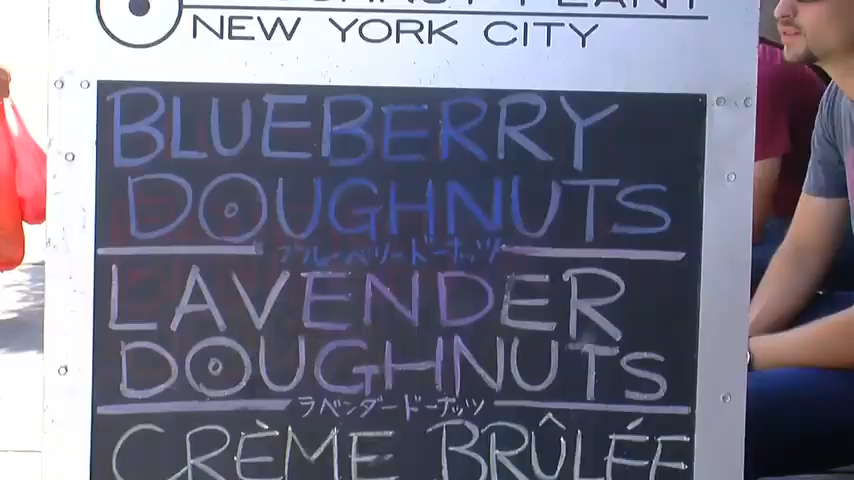 PLANT
NEW YORK CITY
BLUEBERRY
DOUGHNUTS
ブルーベリードーナッツ
LAVENDER
DOUGHNUTS
ラベンダードーナッツ
CRÈME BRÛLÉE